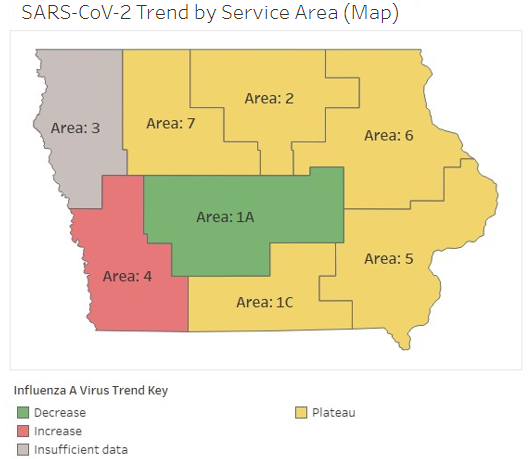 SARS-CoV-2 Trend by Service Area (Map)
Area: 2
Area: 3
Area: 7
Area: 6
Area: 1A
Area: 5
Area: 4
Area: 1C
Influenza A Virus Trend Key
Decrease
Plateau
Increase
Insufficient data